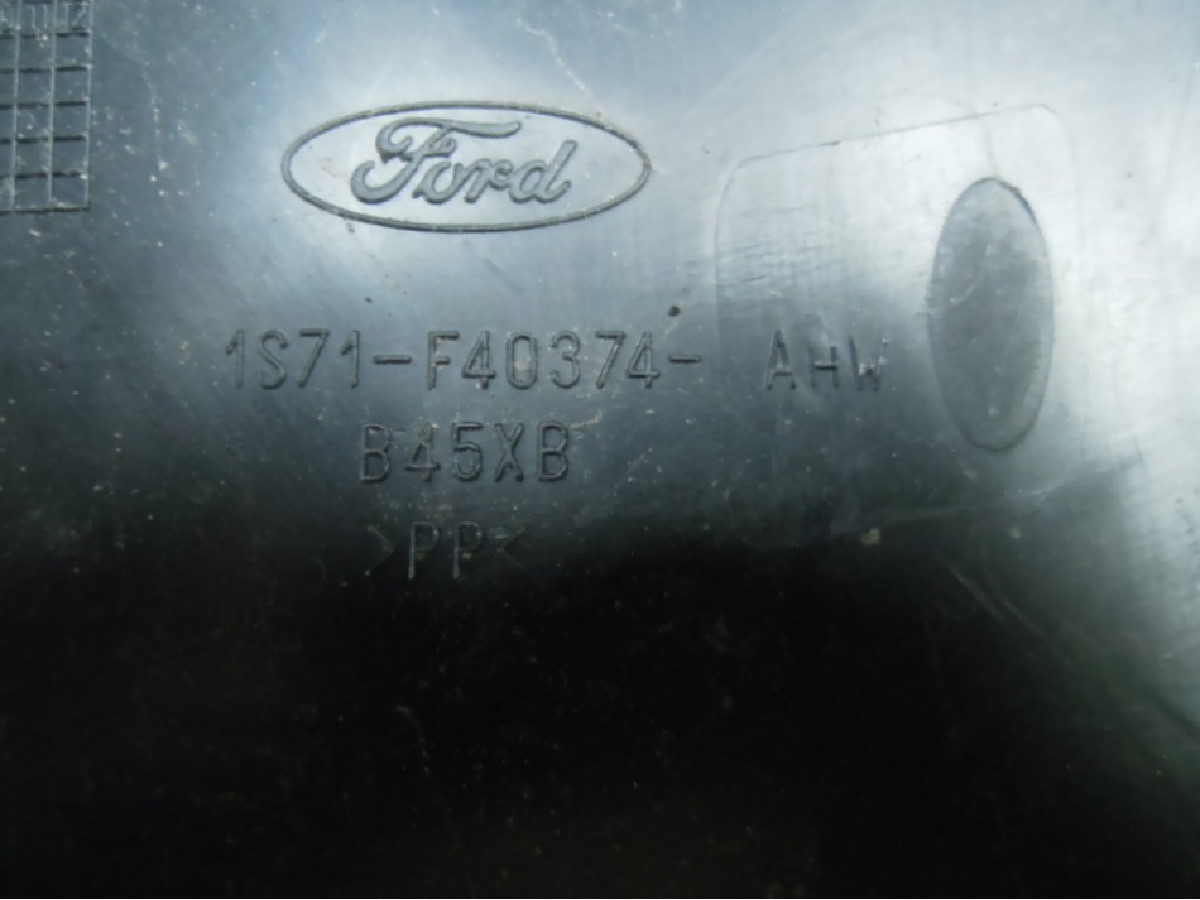 Ford
1S71-F40374- AHW
B45XB
>PP<